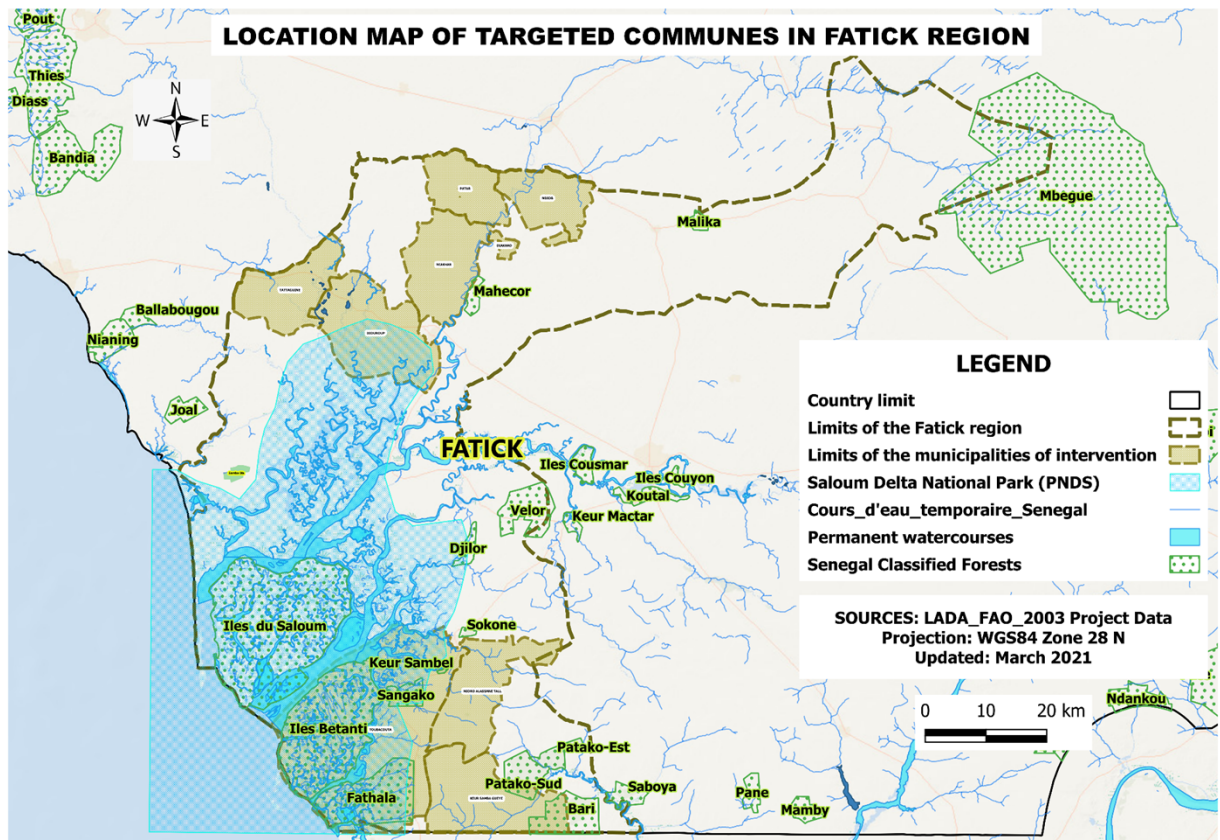 LOCATION MAP OF TARGETED COMMUNES IN FATICK REGION
Pout
Thies
Diass
Bandia
N
W
E
S
Mbegue
Malika
Mahecor
Ballabougou
Nianing
Joal
FATICK
Iles Cousmar
Iles Couyon
Koutal
Velor
Keur Mactar
Djilor
Iles du Saloum
Sokone
Keur Sambel
Sangako
Iles Betanti
TOUBACOUTA
Patako-Est
Patako-Sud
Fathala
Bari
Saboya
Pane
Mamby
Ndankou
LEGEND
Country limit
Limits of the Fatick region
Limits of the municipalities of intervention
Saloum Delta National Park (PNDS)
Cours_d'eau_temporaire_Senegal
Permanent watercourses
Senegal Classified Forests
SOURCES: LADA_FAO_2003 Project Data
Projection: WGS84 Zone 28 N
Updated: March 2021
0 10 20 km